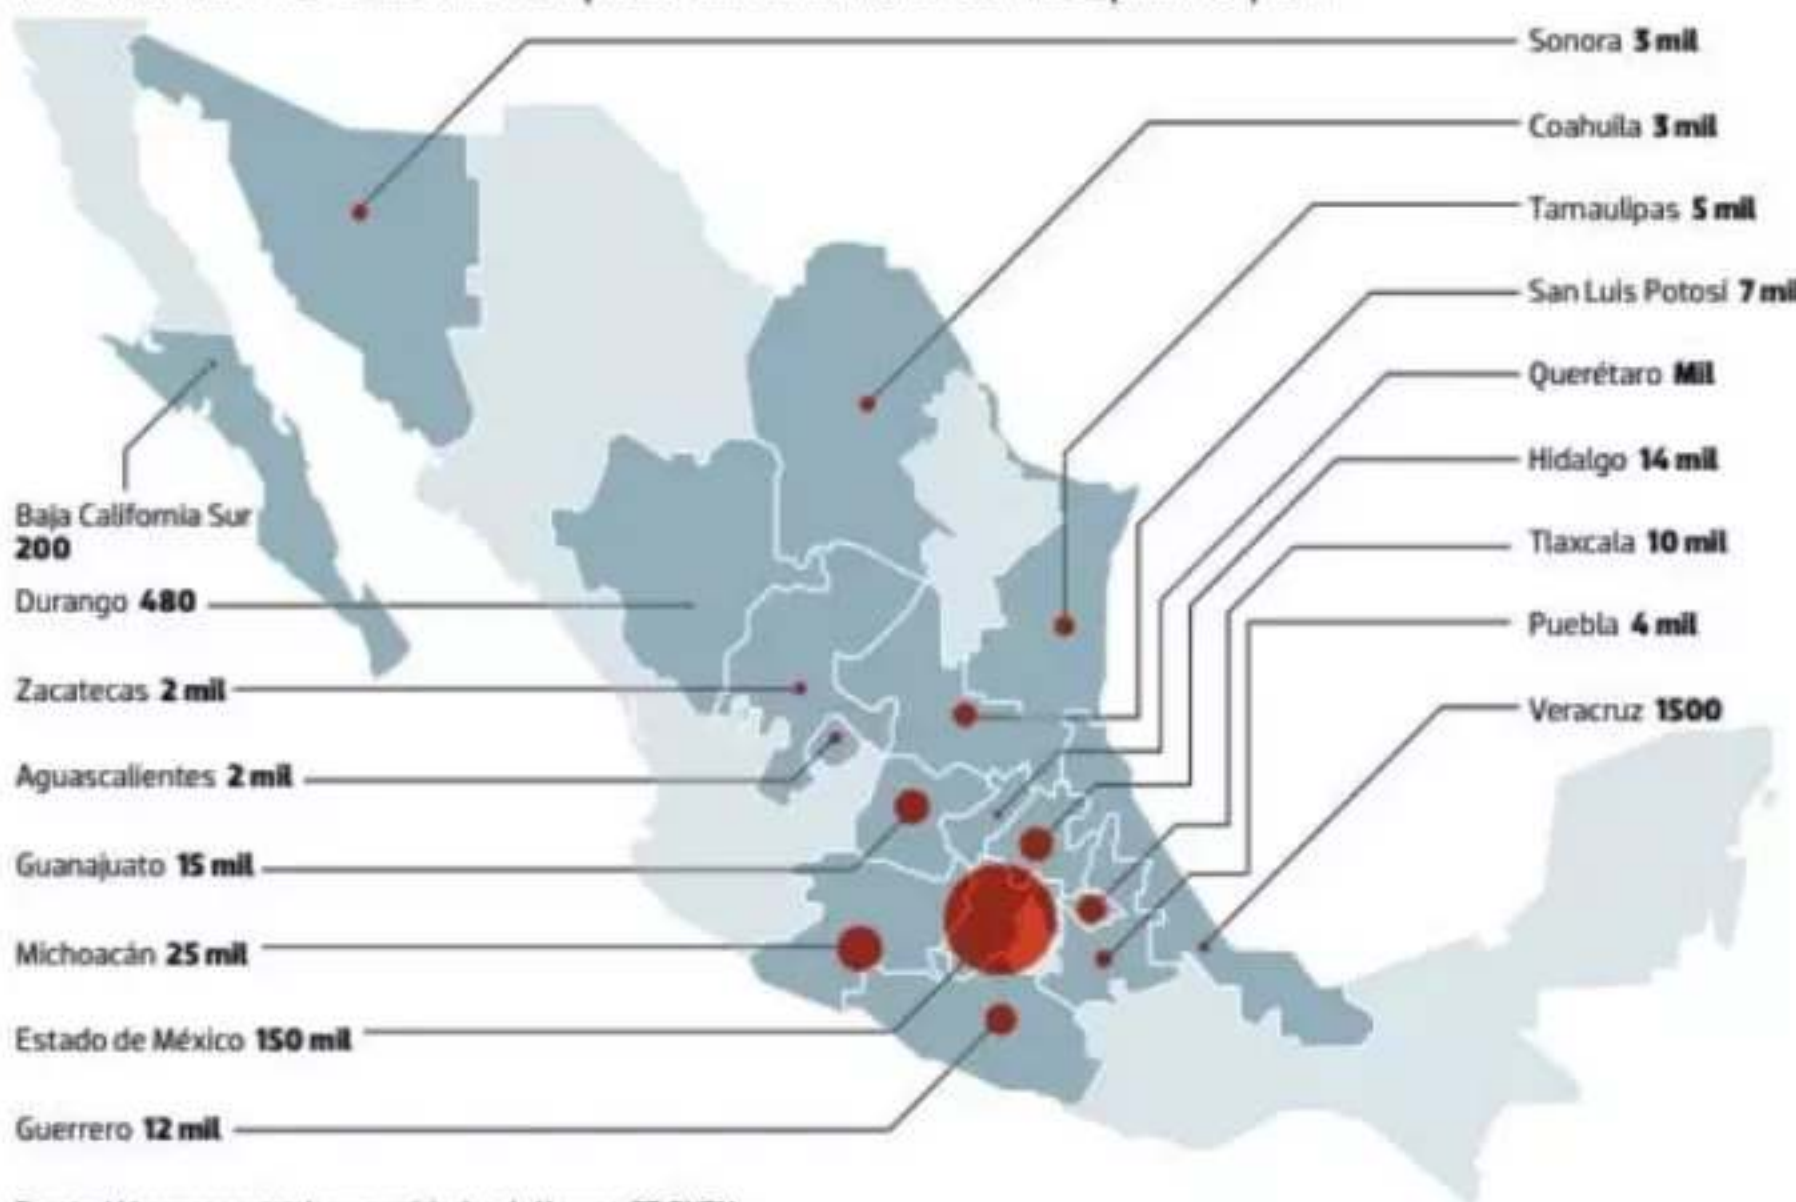 Sonora 3 mil
Coahuila 3 mil
Tamaulipas 5 mil
San Luis Potosí 7 mil
Querétaro Mil
Hidalgo 14 mil
Tlaxcala 10 mil
Puebla 4 mil
Veracruz 1500
Baja California Sur
200
Durango 480
Zacatecas 2 mil
Aguascalientes 2 mil
Guanajuato 15 mil
Michoacán 25 mil
Estado de México 150 mil
Guerrero 12 mil